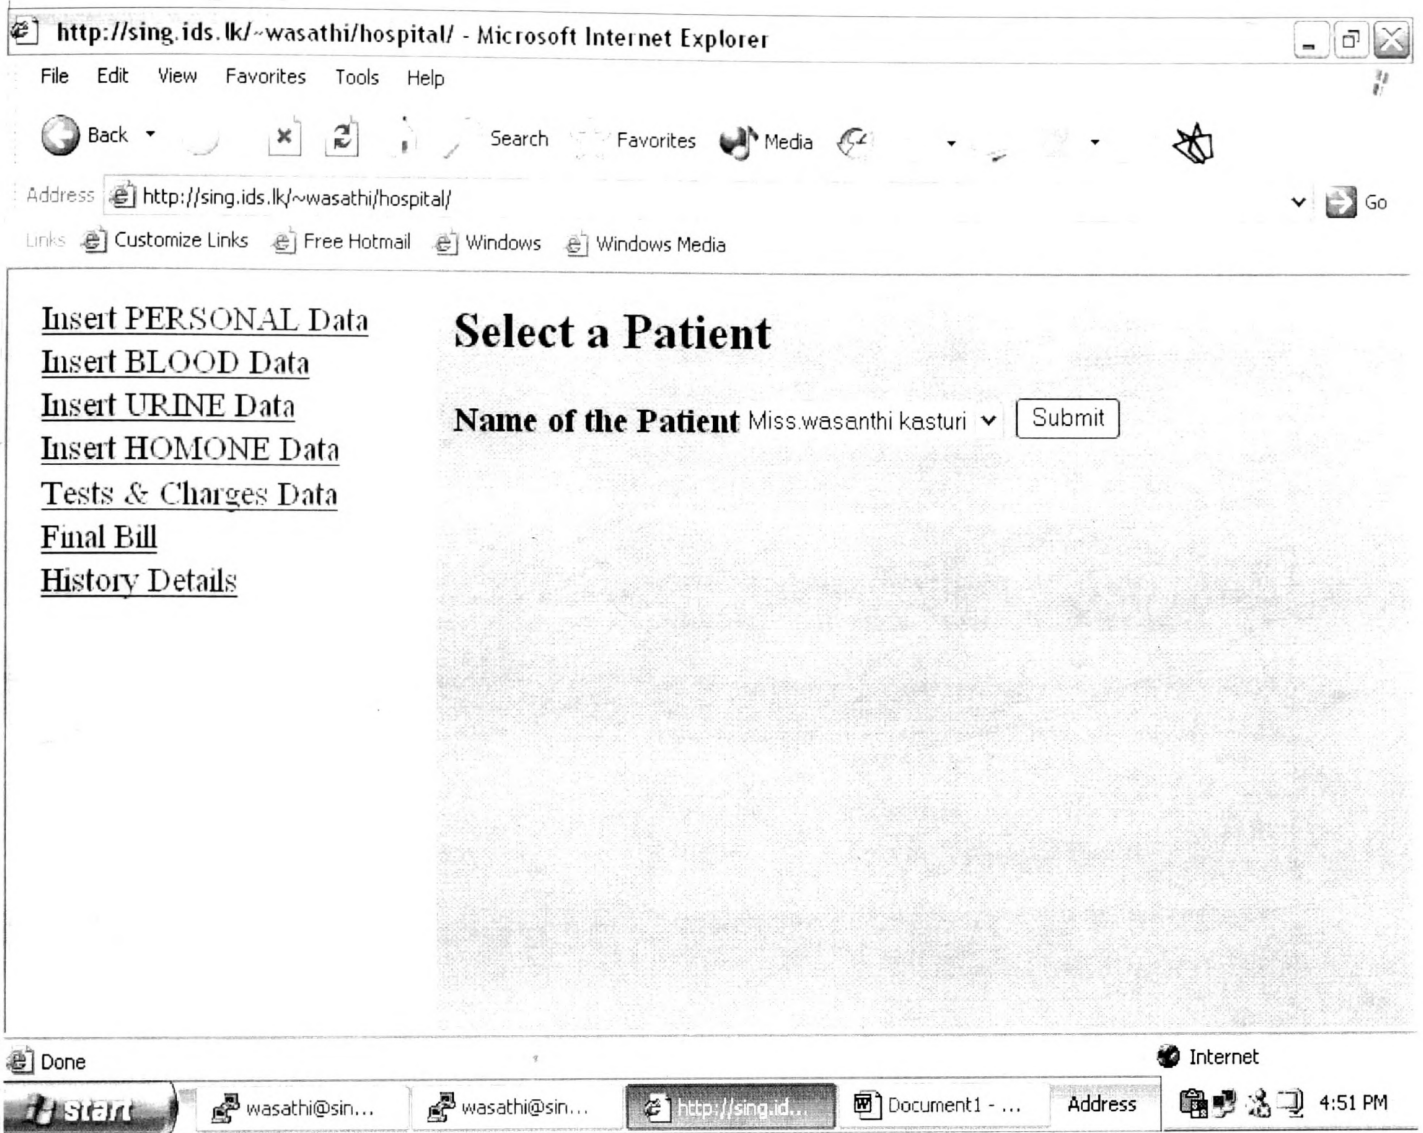 http://sing.ids.lk/~wasathi/hospital/ - Microsoft Internet Explorer
File Edit View Favorites Tools Help
Back Search Favorites Media
Address http://sing.ids.lk/~wasathi/hospital/ Go
Links Customize Links Free Hotmail Windows Windows Media
Insert PERSONAL Data
Insert BLOOD Data
Insert URINE Data
Insert HOMONE Data
Tests & Charges Data
Final Bill
History Details
Select a Patient
Name of the Patient Miss.wasanthi kasturi Submit
Done Internet
start wasathi@sin... wasathi@sin... http://sing.id... Document1 - ... Address 4:51 PM